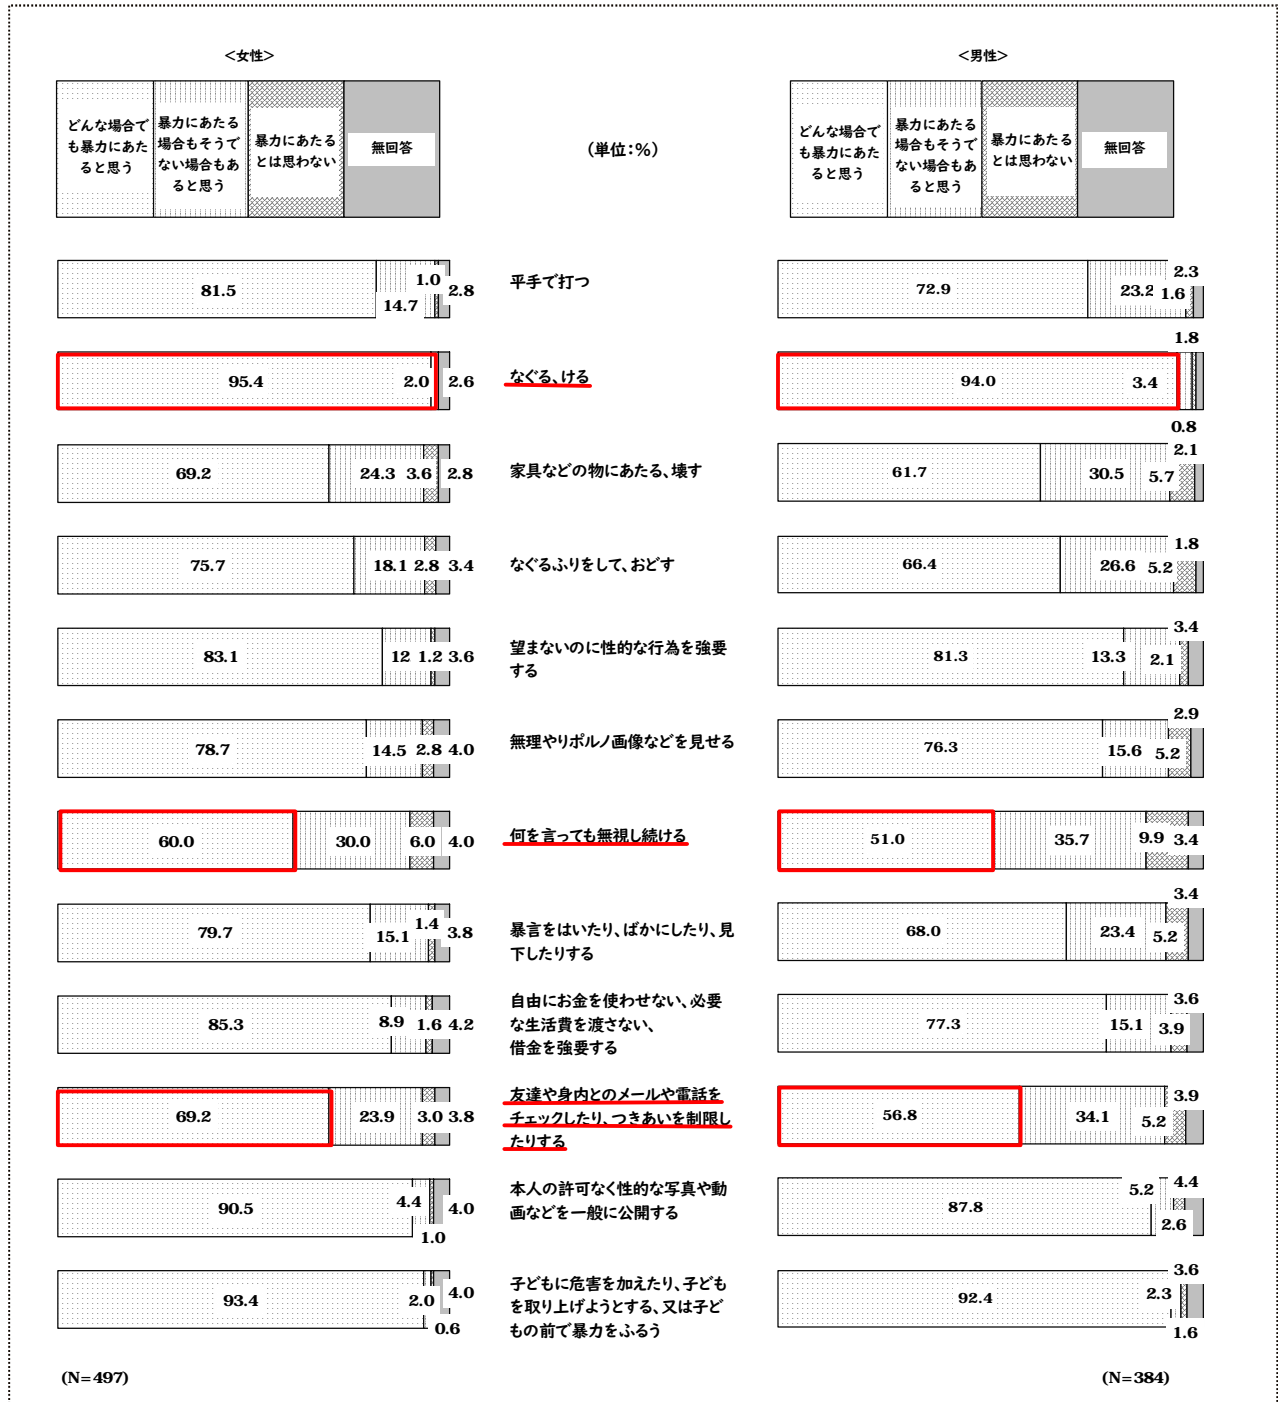 ＜女性＞
＜男性＞
どんな場合で
も暴力にあた
ると思う
暴力にあたる
場合もそうで
ない場合もあ
ると思う
暴力にあたる
とは思わない
無回答
（単位：％）
どんな場合で
も暴力にあた
ると思う
暴力にあたる
場合もそうで
ない場合もあ
ると思う
暴力にあたる
とは思わない
無回答
81.5 14.7 1.0 2.8
平手で打つ
72.9 23.2 1.6 2.3
95.4 2.0 2.6
なぐる、ける
94.0 3.4 0.8 1.8
69.2 24.3 3.6 2.8
家具などの物にあたる、壊す
61.7 30.5 5.7 2.1
75.7 18.1 2.8 3.4
なぐるふりをして、おどす
66.4 26.6 5.2 1.8
83.1 12 1.2 3.6
望まないのに性的な行為を強要
する
81.3 13.3 2.1 3.4
78.7 14.5 2.8 4.0
無理やりポルノ画像などを見せる
76.3 15.6 5.2 2.9
60.0 30.0 6.0 4.0
何を言っても無視し続ける
51.0 35.7 9.9 3.4
79.7 15.1 1.4 3.8
暴言をはいたり、ばかにしたり、見
下したりする
68.0 23.4 5.2 3.4
85.3 8.9 1.6 4.2
自由にお金を使わせない、必要
な生活費を渡さない、
借金を強要する
77.3 15.1 3.9 3.6
69.2 23.9 3.0 3.8
友達や身内とのメールや電話を
チェックしたり、つきあいを制限し
たりする
56.8 34.1 5.2 3.9
90.5 4.4 1.0 4.0
本人の許可なく性的な写真や動
画などを一般に公開する
87.8 5.2 2.6 4.4
93.4 2.0 0.6 4.0
子どもに危害を加えたり、子ども
を取り上げようとする、又は子ど
もの前で暴力をふるう
92.4 2.3 1.6 3.6
(N=497)
(N=384)